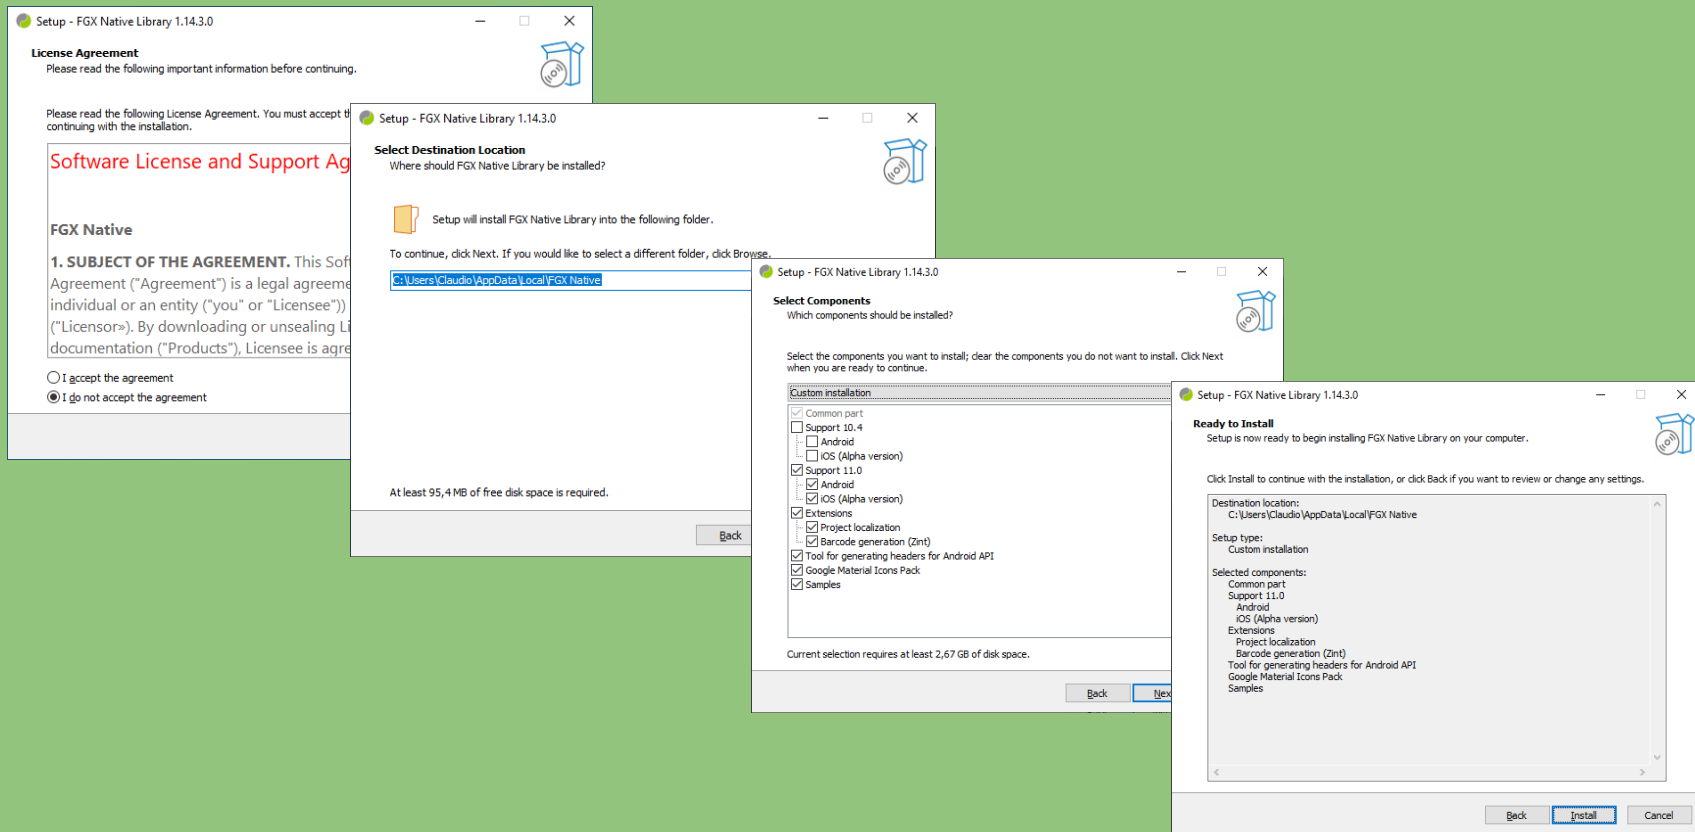 Setup - FGX Native Library 1.14.3.0
License Agreement
Please read the following important information before continuing.
Please read the following License Agreement. You must accept th
continuing with the installation.
Software License and Support Ag
FGX Native
1. SUBJECT OF THE AGREEMENT. This Soft
Agreement ("Agreement") is a legal agreeme
individual or an entity ("you" or "Licensee"))
("Licensor»). By downloading or unsealing Li
documentation ("Products"), Licensee is agre
I accept the agreement
I do not accept the agreement
Setup - FGX Native Library 1.14.3.0
Select Destination Location
Where should FGX Native Library be installed?
Setup will install FGX Native Library into the following folder.
To continue, click Next. If you would like to select a different folder, click Browse.
C:\Users\Claudio\AppData\Local\FGX Native
At least 95,4 MB of free disk space is required.
Back
Setup - FGX Native Library 1.14.3.0
Select Components
Which components should be installed?
Select the components you want to install; clear the components you do not want to install. Click Next
when you are ready to continue.
Custom installation
Common part
Support 10.4
Android
iOS (Alpha version)
Support 11.0
Android
iOS (Alpha version)
Extensions
Project localization
Barcode generation (Zint)
Tool for generating headers for Android API
Google Material Icons Pack
Samples
Current selection requires at least 2,67 GB of disk space.
Back
Nex
Setup - FGX Native Library 1.14.3.0
Ready to Install
Setup is now ready to begin installing FGX Native Library on your computer.
Click Install to continue with the installation, or click Back if you want to review or change any settings.
Destination location:
C:\Users\Claudio\AppData\Local\FGX Native
Setup type:
Custom installation
Selected components:
Common part
Support 11.0
Android
iOS (Alpha version)
Extensions
Project localization
Barcode generation (Zint)
Tool for generating headers for Android API
Google Material Icons Pack
Samples
Back
Install
Cancel